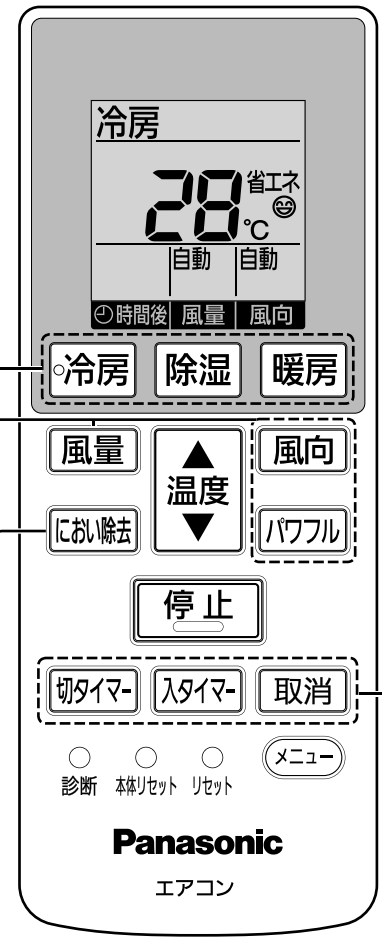 冷房
28℃ 省エネ
自動 自動
時間後 風量 風向
冷房 除湿 暖房
風量 ▲ 風向
温度
におい除去 ▼ パワフル
停止
切タイマー 入タイマー 取消
メニュー
診断 本体リセット リセット
Panasonic
エアコン